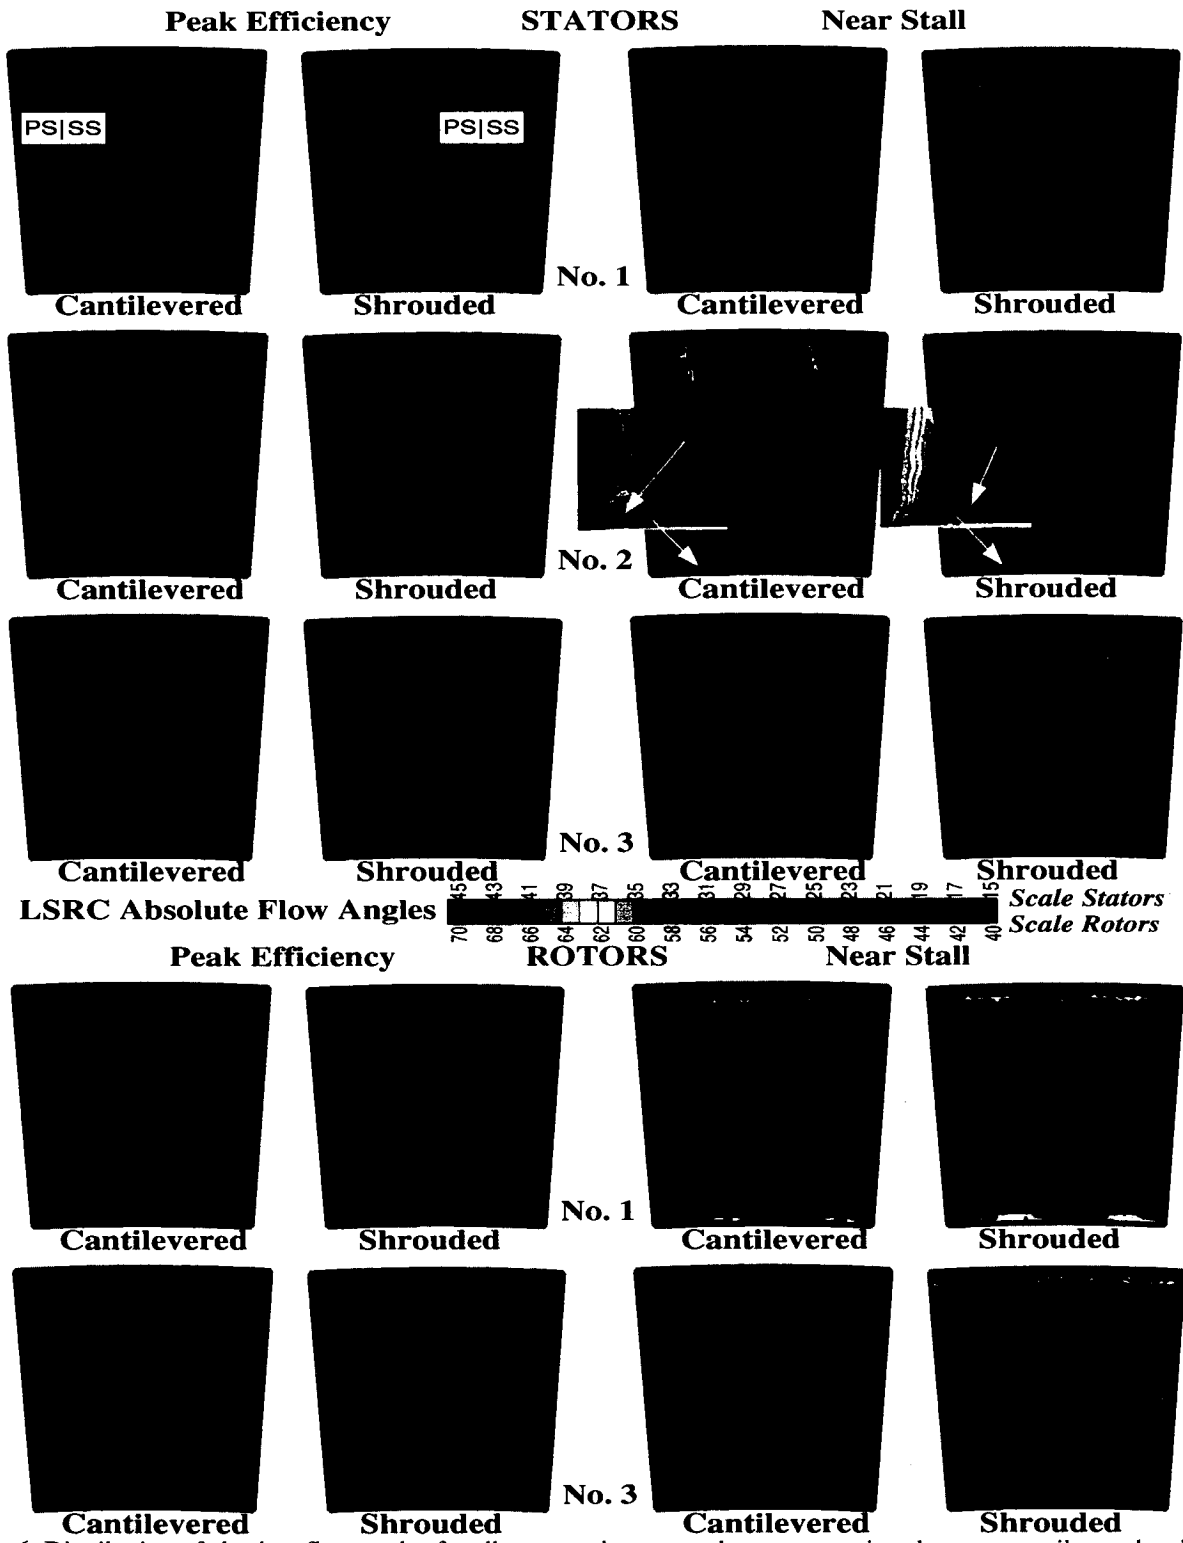 Peak Efficiency STATORS Near Stall
PS|SS PS|SS
No. 1
Cantilevered Shrouded Cantilevered Shrouded
No. 2
Cantilevered Shrouded Cantilevered Shrouded
No. 3
Cantilevered Shrouded Cantilevered Shrouded
45 43 41 39 37 35 33 31 29 27 25 23 21 19 17 15 Scale Stators
LSRC Absolute Flow Angles
70 68 66 64 62 60 58 56 54 52 50 48 46 44 42 40 Scale Rotors
Peak Efficiency ROTORS Near Stall
No. 1
Cantilevered Shrouded Cantilevered Shrouded
No. 3
Cantilevered Shrouded Cantilevered Shrouded